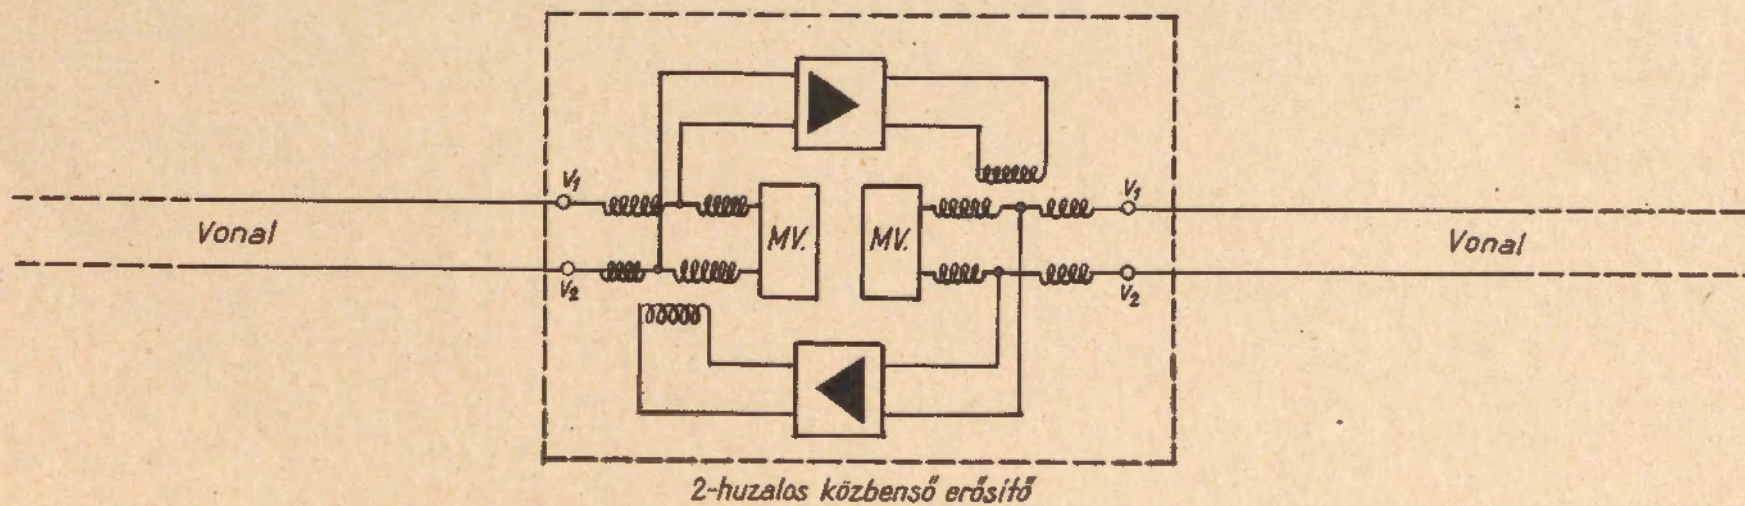 V1
V1
Vonal
MV.
MV.
Vonal
V2
V2
2-huzalos közbenső erősítő